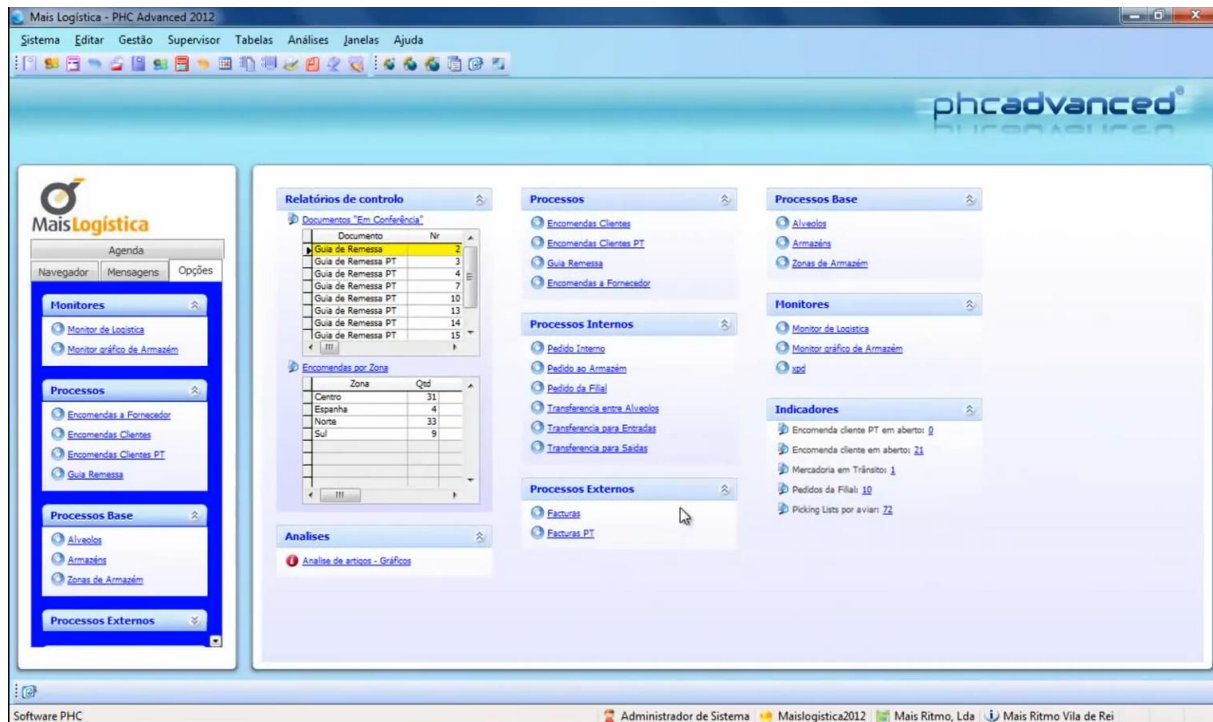 Mais Logística - PHC Advanced 2012
Sistema Editar Gestão Supervisor Tabelas Análises Janelas Ajuda
phcadvanced®
MaisLogística
Agenda
Navegador Mensagens Opções
Monitores
Monitor de Logistica
Monitor gráfico de Armazém
Processos
Encomendas a Fornecedor
Encomendas Clientes
Encomendas Clientes PT
Guia Remessa
Processos Base
Alveolos
Armazéns
Zonas de Armazém
Processos Externos
Relatórios de controlo
Documentos "Em Conferência"
Documento Nr
Guia de Remessa 2
Guia de Remessa PT 3
Guia de Remessa PT 4
Guia de Remessa PT 7
Guia de Remessa PT 10
Guia de Remessa PT 13
Guia de Remessa PT 14
Guia de Remessa PT 15
Encomendas por Zona
Zona Qtd
Centro 31
Espanha 4
Norte 33
Sul 9
Analises
Analise de artigos - Gráficos
Processos
Encomendas Clientes
Encomendas Clientes PT
Guia Remessa
Encomendas a Fornecedor
Processos Internos
Pedido Interno
Pedido ao Armazém
Pedido da Filial
Transferencia entre Alveolos
Transferencia para Entradas
Transferencia para Saidas
Processos Externos
Facturas
Facturas PT
Processos Base
Alveolos
Armazéns
Zonas de Armazém
Monitores
Monitor de Logistica
Monitor gráfico de Armazém
xpd
Indicadores
Encomenda cliente PT em aberto: 0
Encomenda cliente em aberto: 21
Mercadoria em Trânsito: 1
Pedidos da Filial: 10
Picking Lists por aviar: 72
Software PHC
Administrador de Sistema Maislogistica2012 Mais Ritmo, Lda Mais Ritmo Vila de Rei